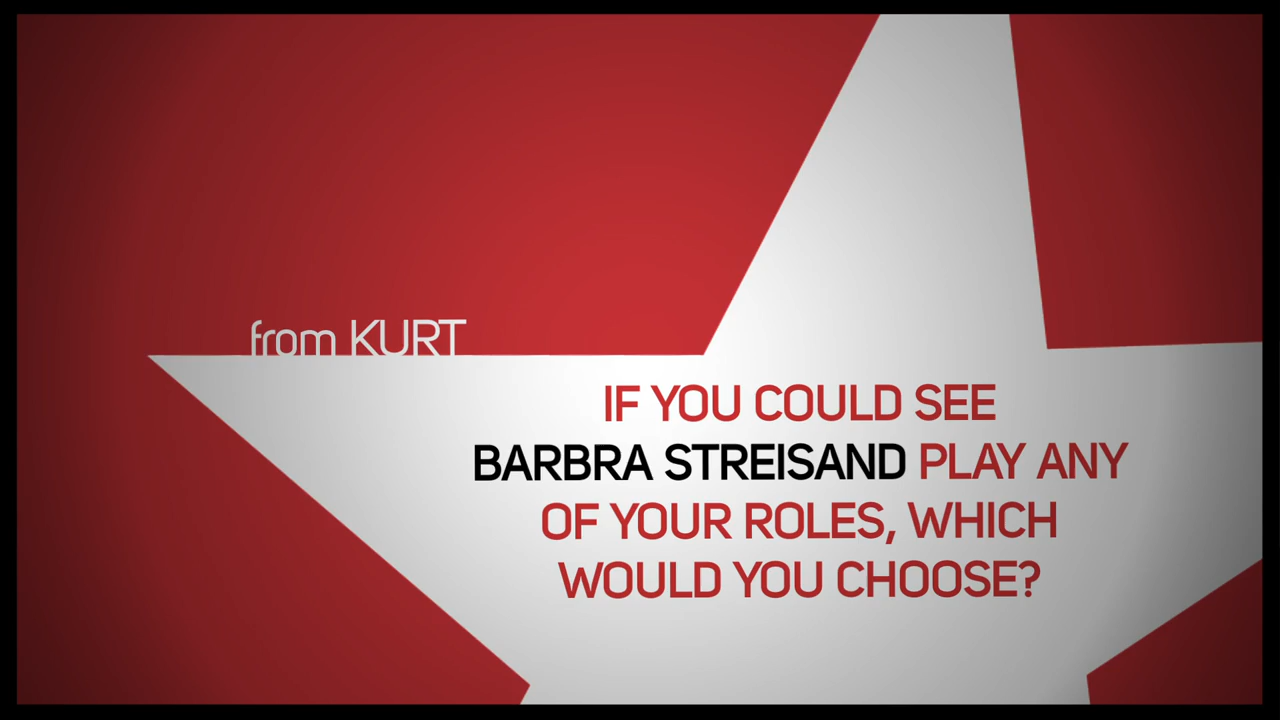 from KURT
IF YOU COULD SEE
BARBRA STREISAND PLAY ANY
OF YOUR ROLES, WHICH
WOULD YOU CHOOSE?